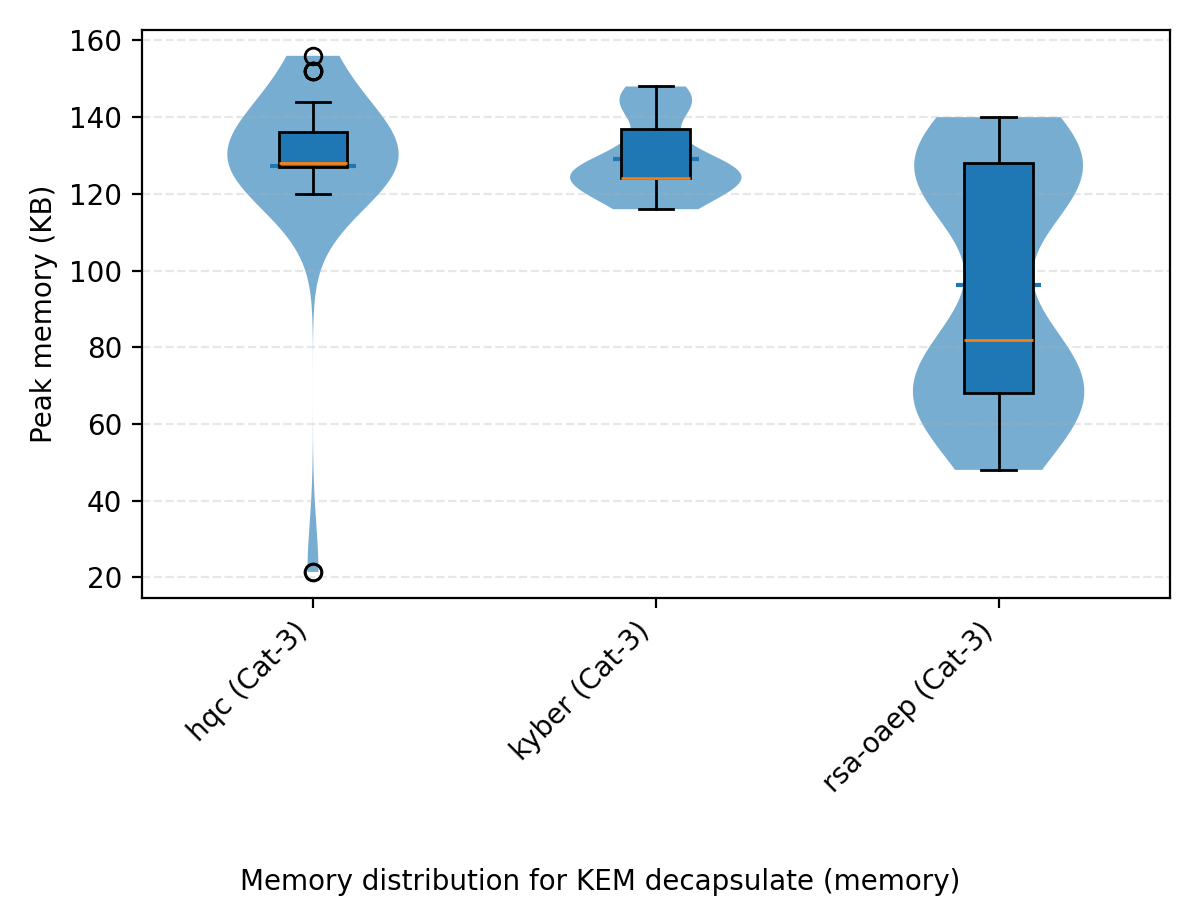 160
140
120
100
80
60
40
20
Peak memory (KB)
hqc (Cat-3)
kyber (Cat-3)
rsa-oaep (Cat-3)
Memory distribution for KEM decapsulate (memory)